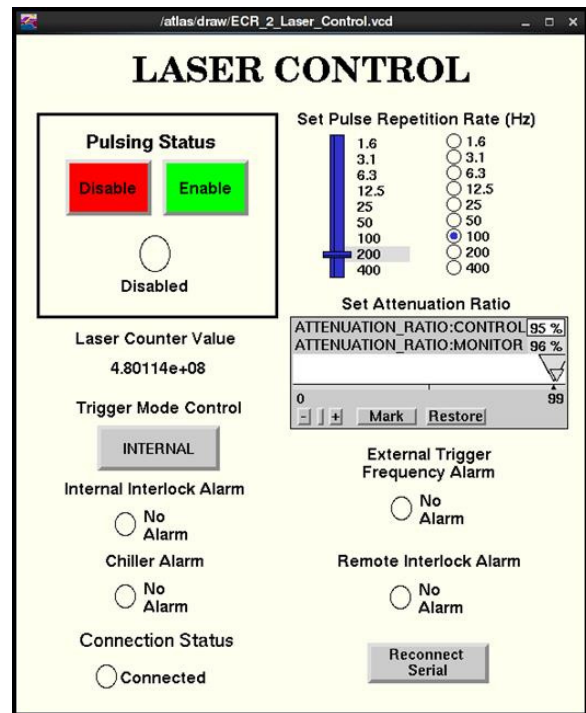 /atlas/draw/ECR_2_Laser_Control.vcd
LASER CONTROL
Pulsing Status
Disable
Enable
Disabled
Set Pulse Repetition Rate (Hz)
1.6
3.1
6.3
12.5
25
50
100
200
400
1.6
3.1
6.3
12.5
25
50
100
200
400
Laser Counter Value
4.80114e+08
Set Attenuation Ratio
ATTENUATION_RATIO:CONTROL 95 %
ATTENUATION_RATIO:MONITOR 96 %
0 99
- + Mark Restore
Trigger Mode Control
INTERNAL
External Trigger
Frequency Alarm
No
Alarm
Internal Interlock Alarm
No
Alarm
Chiller Alarm
No
Alarm
Remote Interlock Alarm
No
Alarm
Connection Status
Connected
Reconnect
Serial